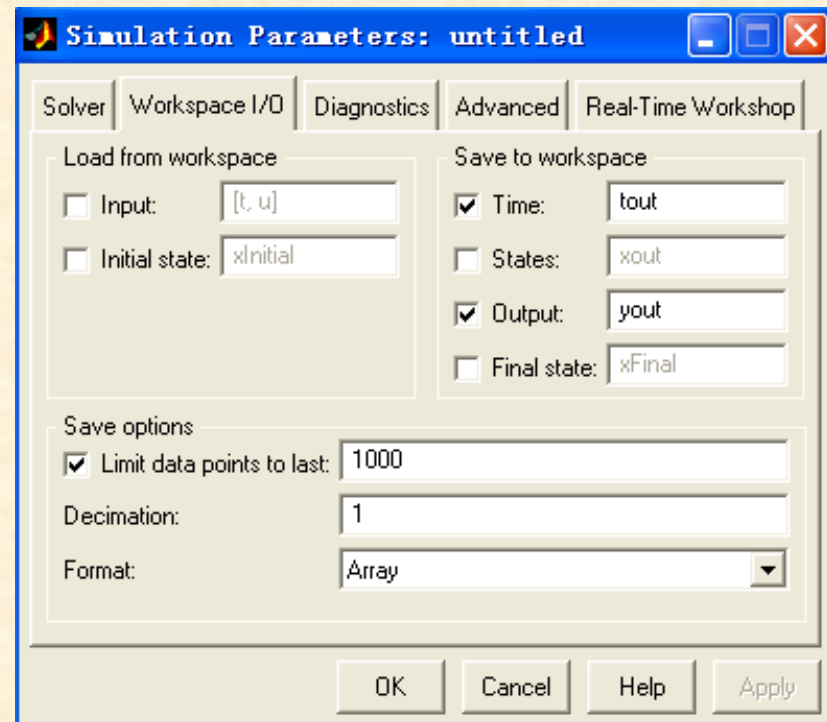 Simulation Parameters: untitled
Solver Workspace I/O Diagnostics Advanced Real-Time Workshop
Load from workspace
Input: [t, u]
Initial state: xInitial
Save to workspace
Time: tout
States: xout
Output: yout
Final state: xFinal
Save options
Limit data points to last: 1000
Decimation: 1
Format: Array
OK Cancel Help Apply